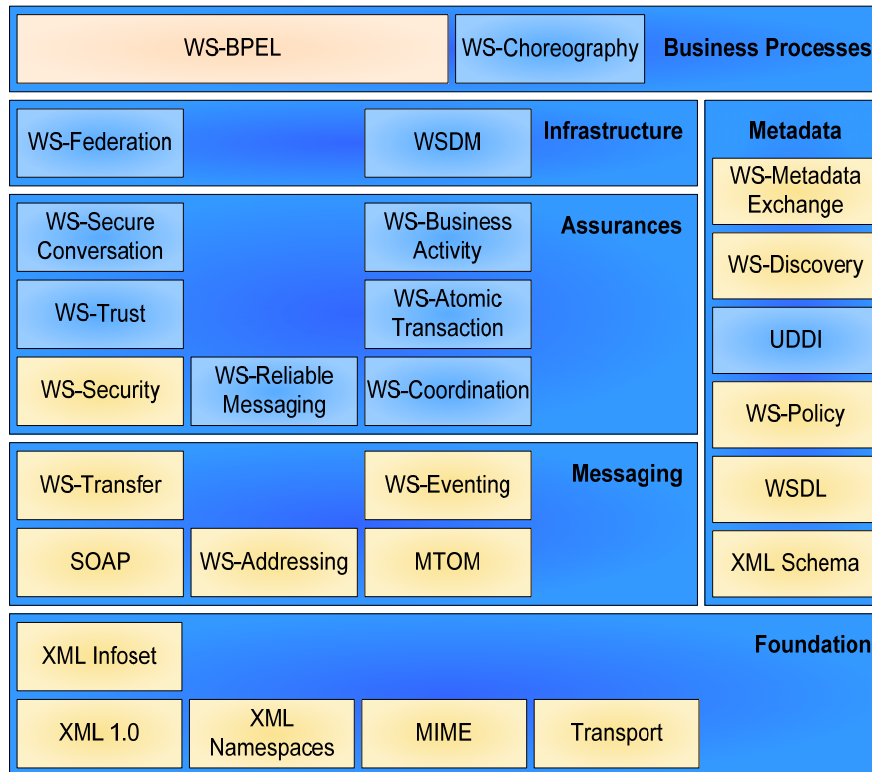 WS-BPEL
WS-Choreography
Business Processes
WS-Federation
WSDM
Infrastructure
WS-Secure
Conversation
WS-Business
Activity
Assurances
WS-Trust
WS-Atomic
Transaction
WS-Security
WS-Reliable
Messaging
WS-Coordination
WS-Transfer
WS-Eventing
Messaging
SOAP
WS-Addressing
MTOM
Metadata
WS-Metadata
Exchange
WS-Discovery
UDDI
WS-Policy
WSDL
XML Schema
XML Infoset
Foundation
XML 1.0
XML
Namespaces
MIME
Transport